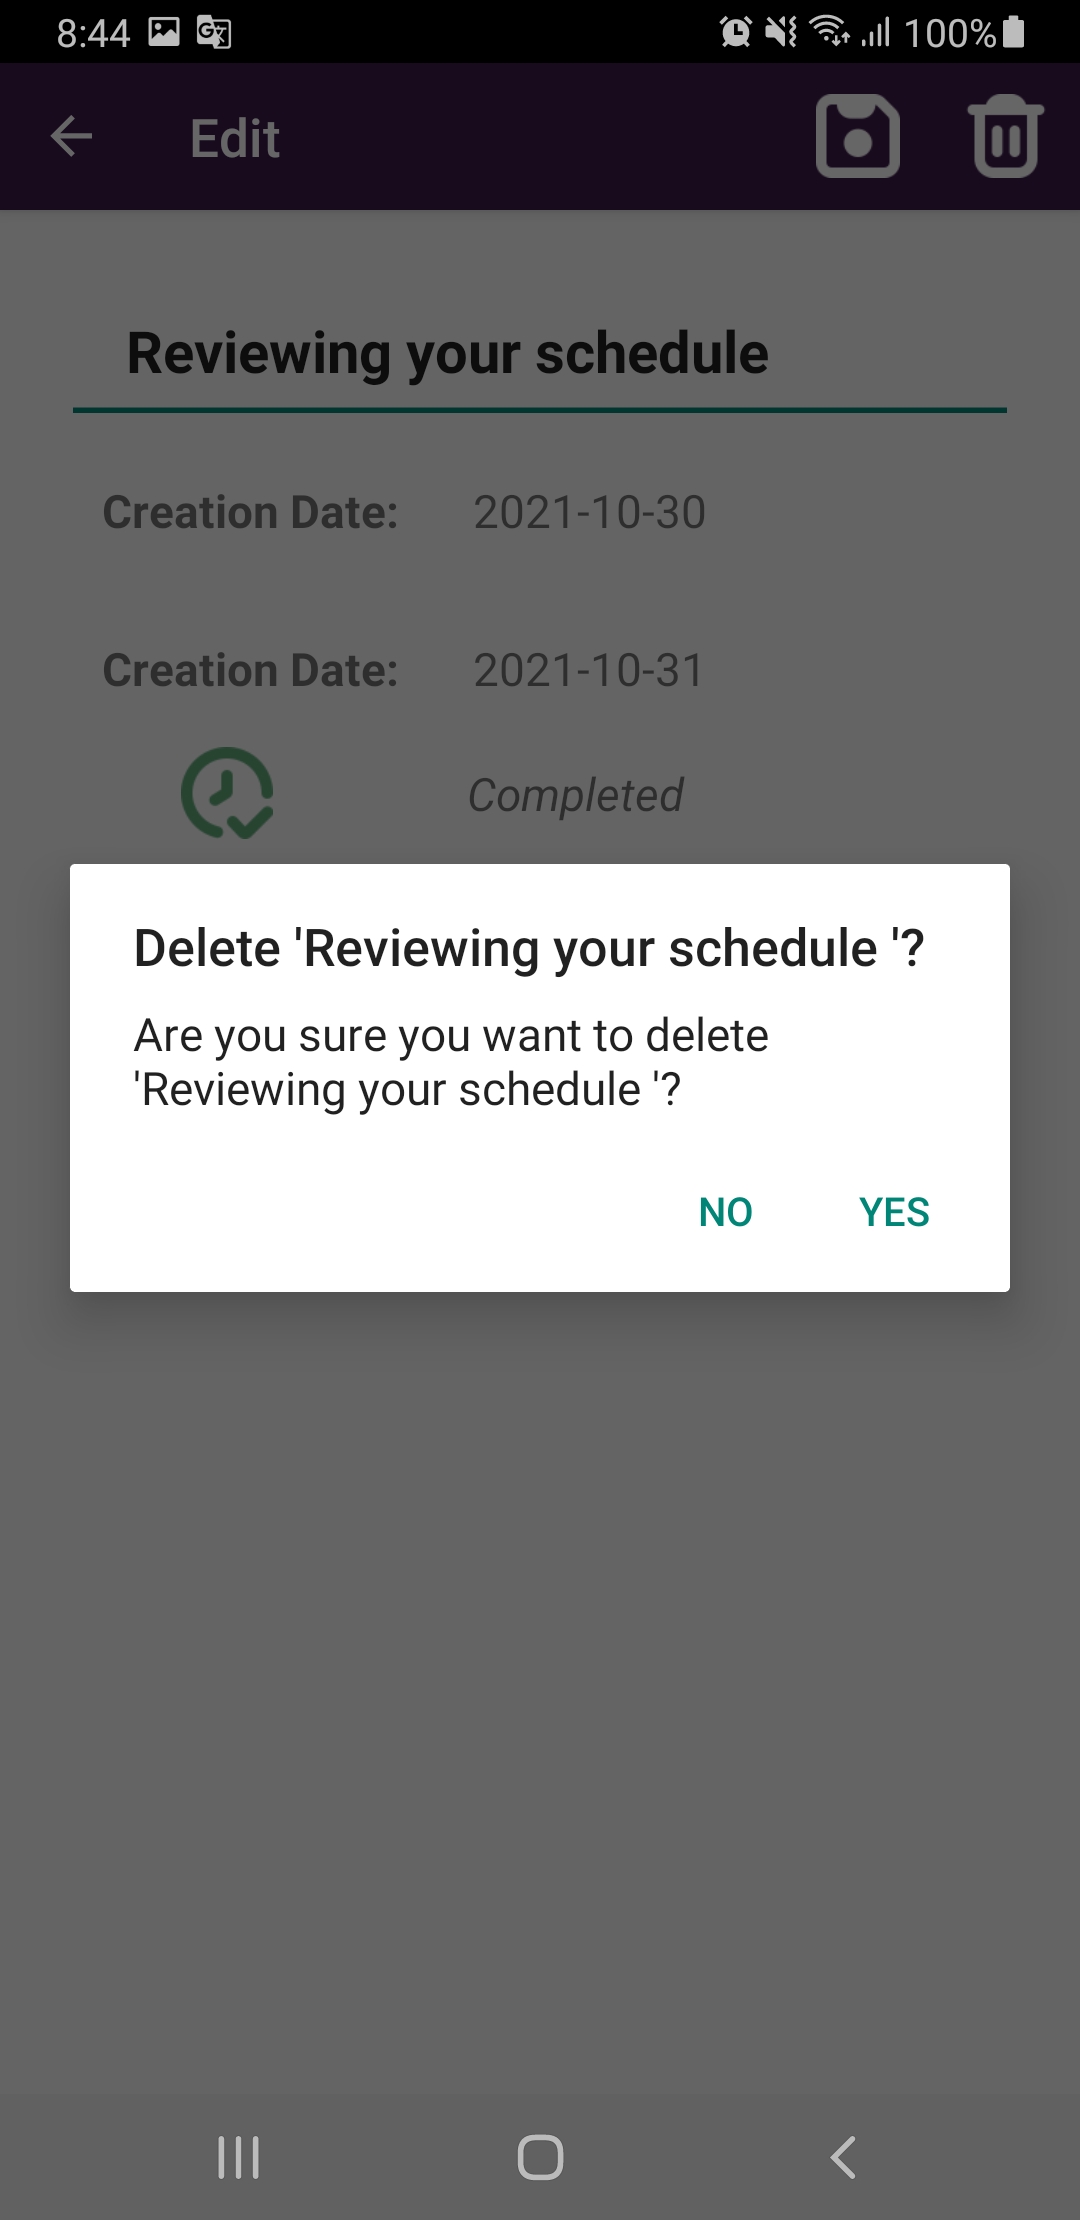 8:44 100%
Edit
Reviewing your schedule
Creation Date: 2021-10-30
Creation Date: 2021-10-31
Completed
Delete 'Reviewing your schedule '?
Are you sure you want to delete
'Reviewing your schedule '?
NO YES